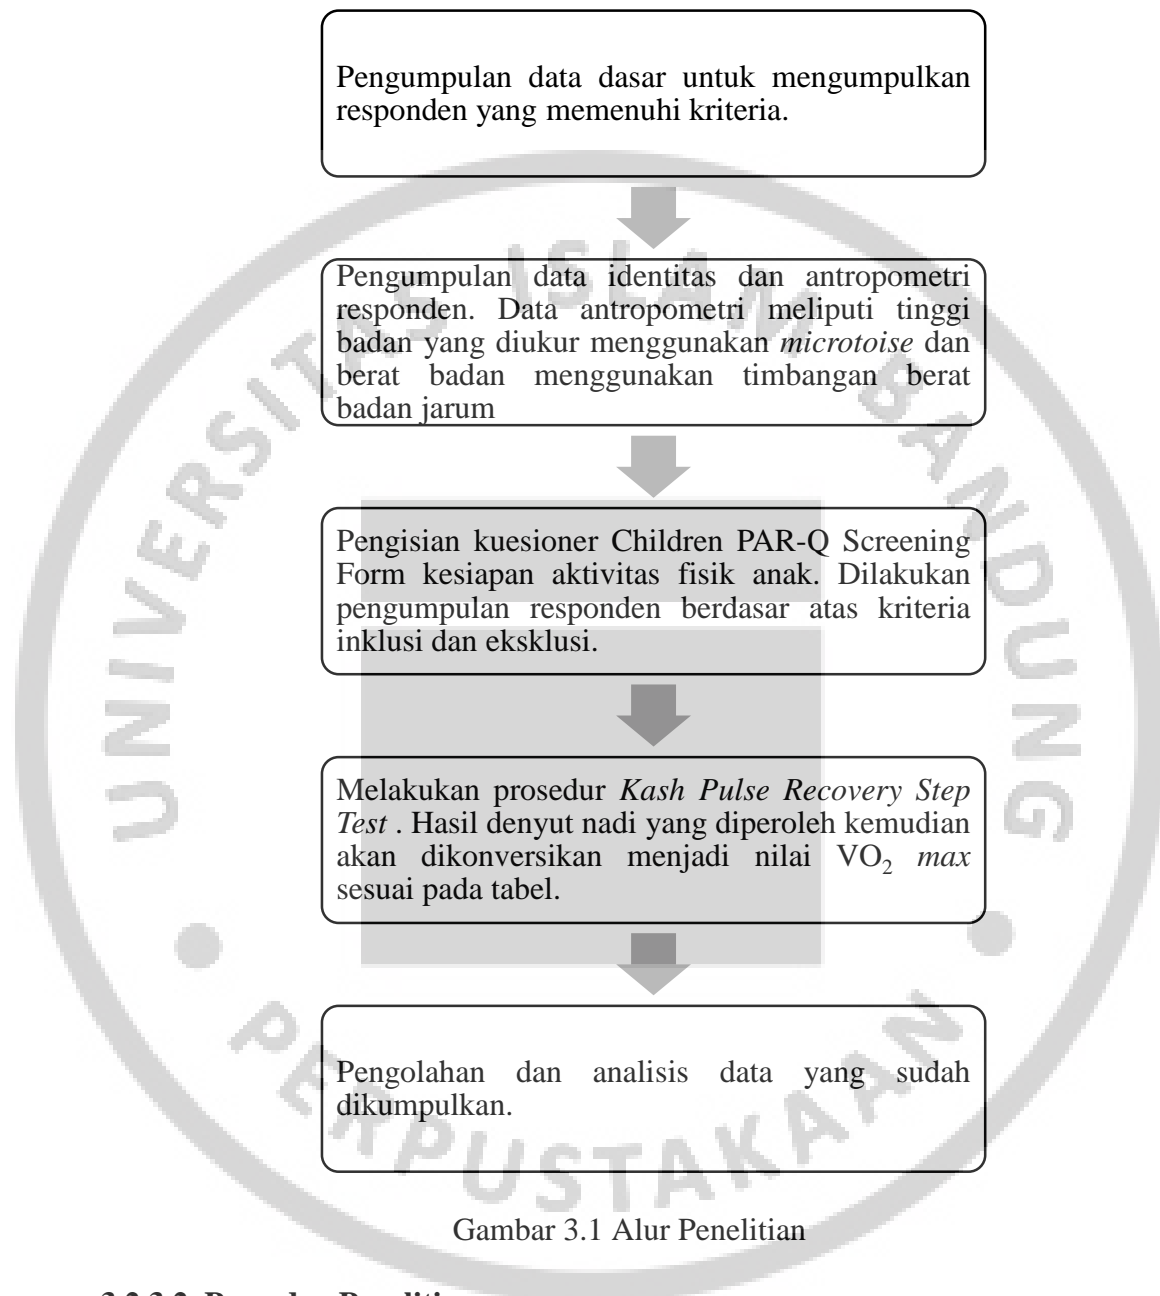 Pengumpulan data dasar untuk mengumpulkan
responden yang memenuhi kriteria.
Pengumpulan data identitas dan antropometri
responden. Data antropometri meliputi tinggi
badan yang diukur menggunakan microtoise dan
berat badan menggunakan timbangan berat
badan jarum
Pengisian kuesioner Children PAR-Q Screening
Form kesiapan aktivitas fisik anak. Dilakukan
pengumpulan responden berdasar atas kriteria
inklusi dan eksklusi.
Melakukan prosedur Kash Pulse Recovery Step
Test . Hasil denyut nadi yang diperoleh kemudian
akan dikonversikan menjadi nilai VO₂ max
sesuai pada tabel.
Pengolahan dan analisis data yang sudah
dikumpulkan.
Gambar 3.1 Alur Penelitian
UNIVERSITAS ISLAM BANDUNG
PERPUSTAKAAN